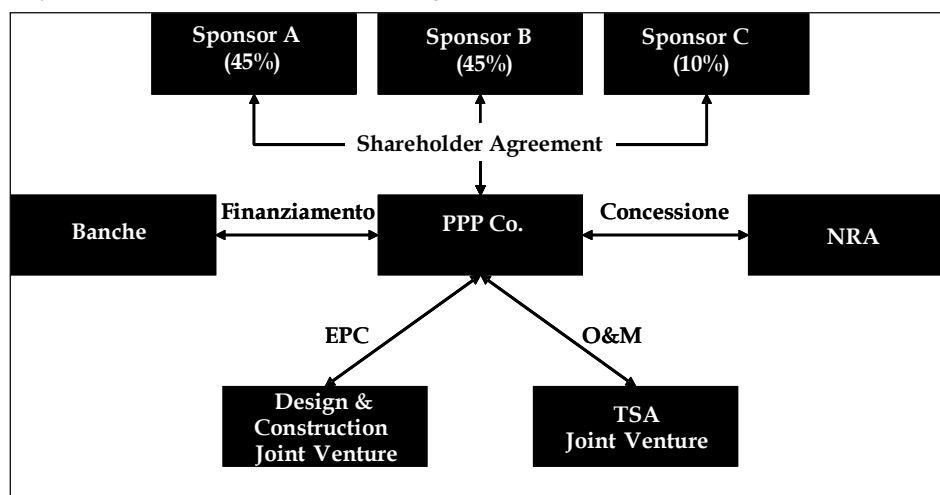 Sponsor A
(45%)
Sponsor B
(45%)
Sponsor C
(10%)
Shareholder Agreement
Banche
Finanziamento
PPP Co.
Concessione
NRA
EPC
O&M
Design &
Construction
Joint Venture
TSA
Joint Venture